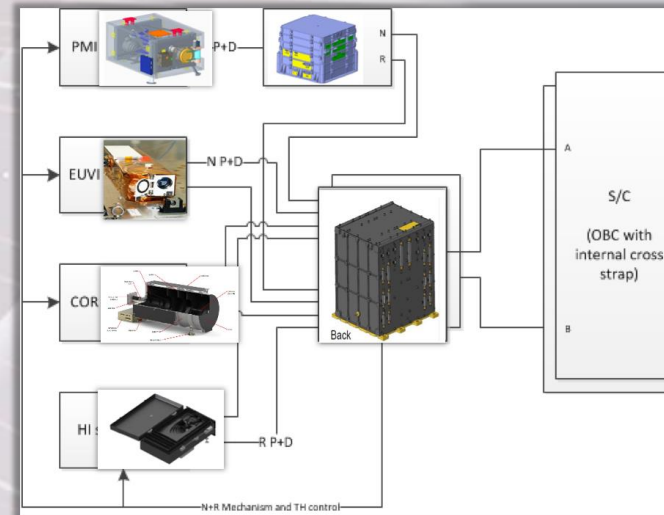 PMI
P+D
N
R
EUVI
N P+D
A
S/C
(OBC with
internal cross
strap)
COR
Back
B
HI
R P+D
N+R Mechanism and TH control